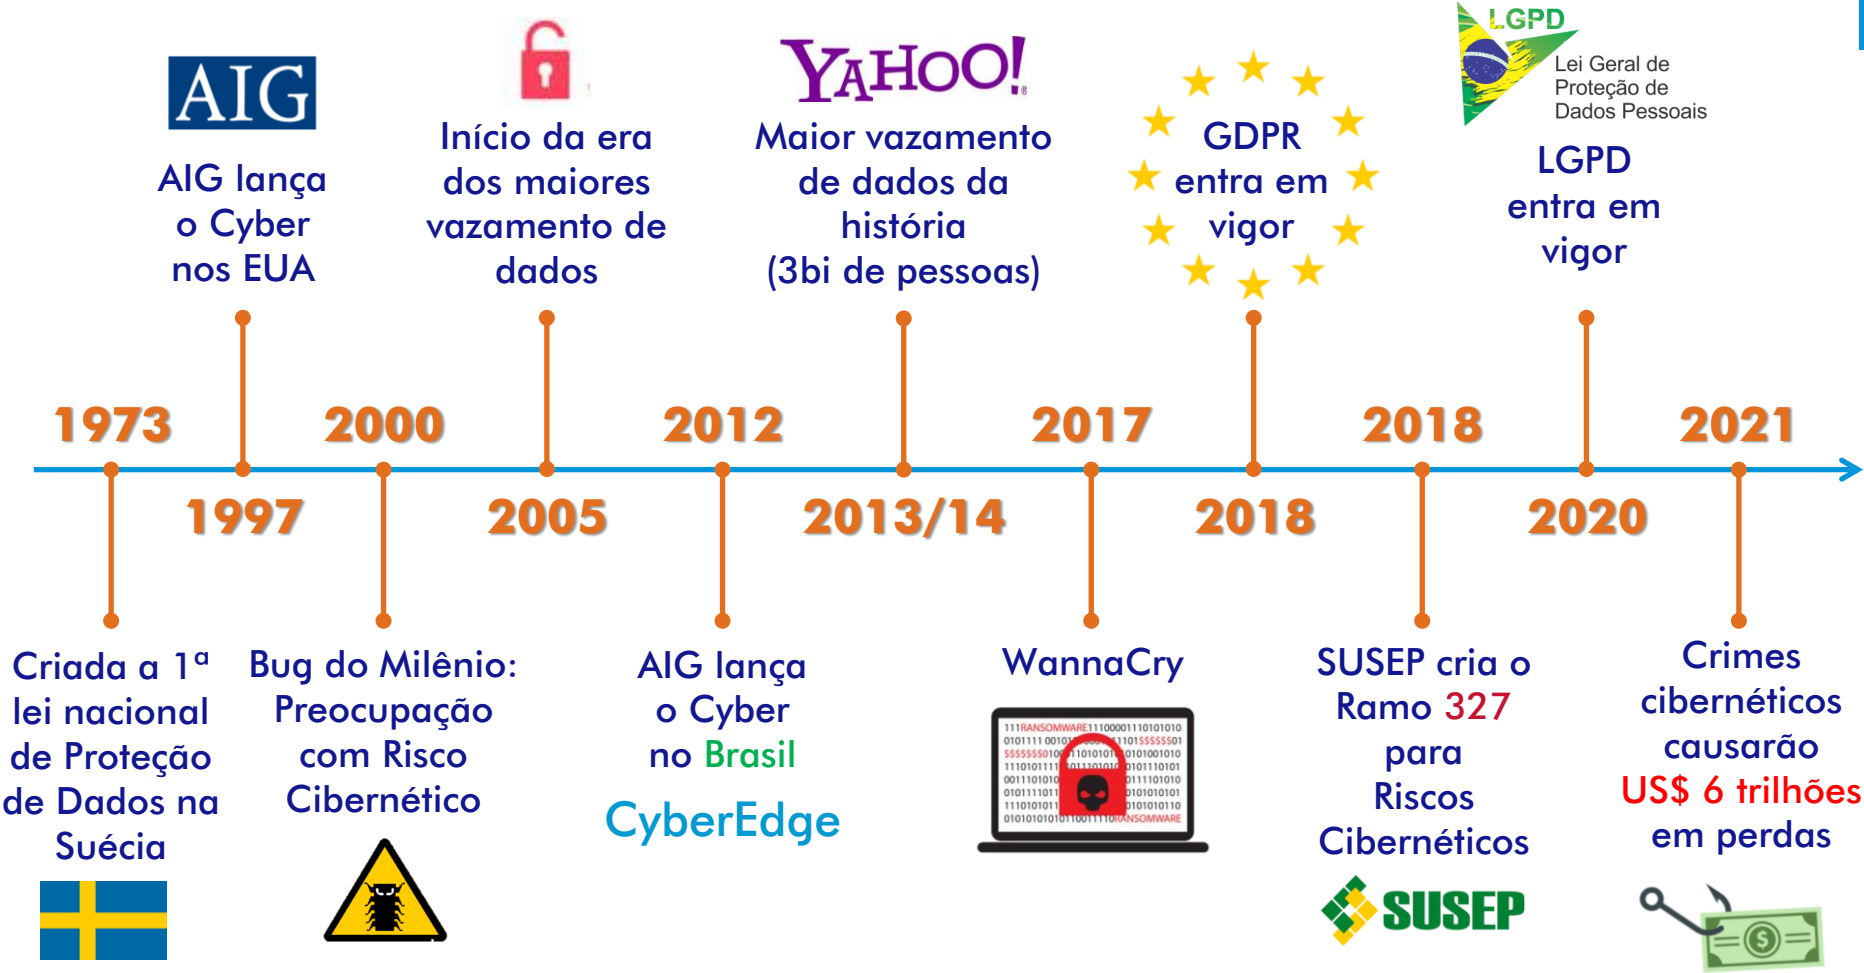 AIG
AIG lança
o Cyber
nos EUA
Início da era
dos maiores
vazamento de
dados
YAHOO!
Maior vazamento
de dados da
história
(3bi de pessoas)
GDPR
entra em
vigor
LGPD
Lei Geral de
Proteção de
Dados Pessoais
LGPD
entra em
vigor
1973
2000
2012
2017
2018
2021
1997
2005
2013/14
2018
2020
Criada a 1ª
lei nacional
de Proteção
de Dados na
Suécia
Bug do Milênio:
Preocupação
com Risco
Cibernético
AIG lança
o Cyber
no Brasil
CyberEdge
WannaCry
111RANSOMWARE1110000111010101010
RANSOMWARE
SUSEP cria o
Ramo 327
para
Riscos
Cibernéticos
SUSEP
Crimes
cibernéticos
causarão
US$ 6 trilhões
em perdas